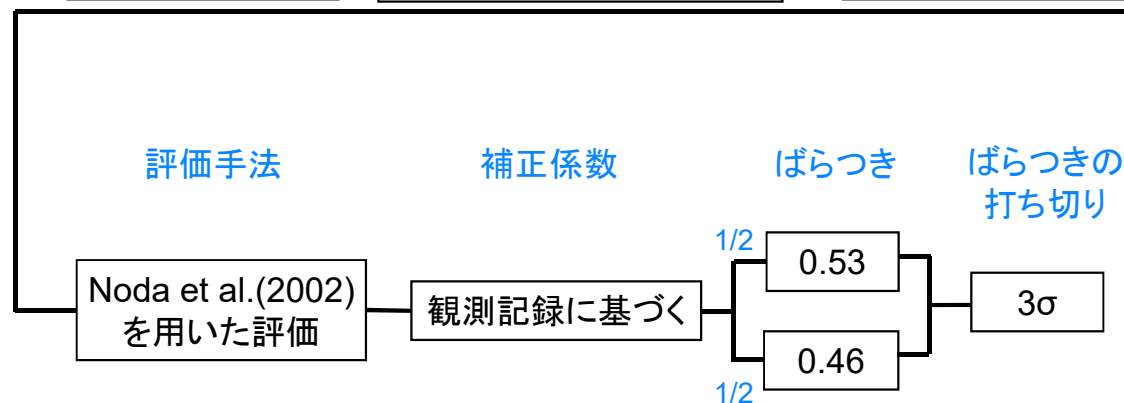 評価手法
補正係数
ばらつき
ばらつきの
打ち切り
Noda et al.(2002)
を用いた評価
観測記録に基づく
1/2
0.53
1/2
0.46
3σ